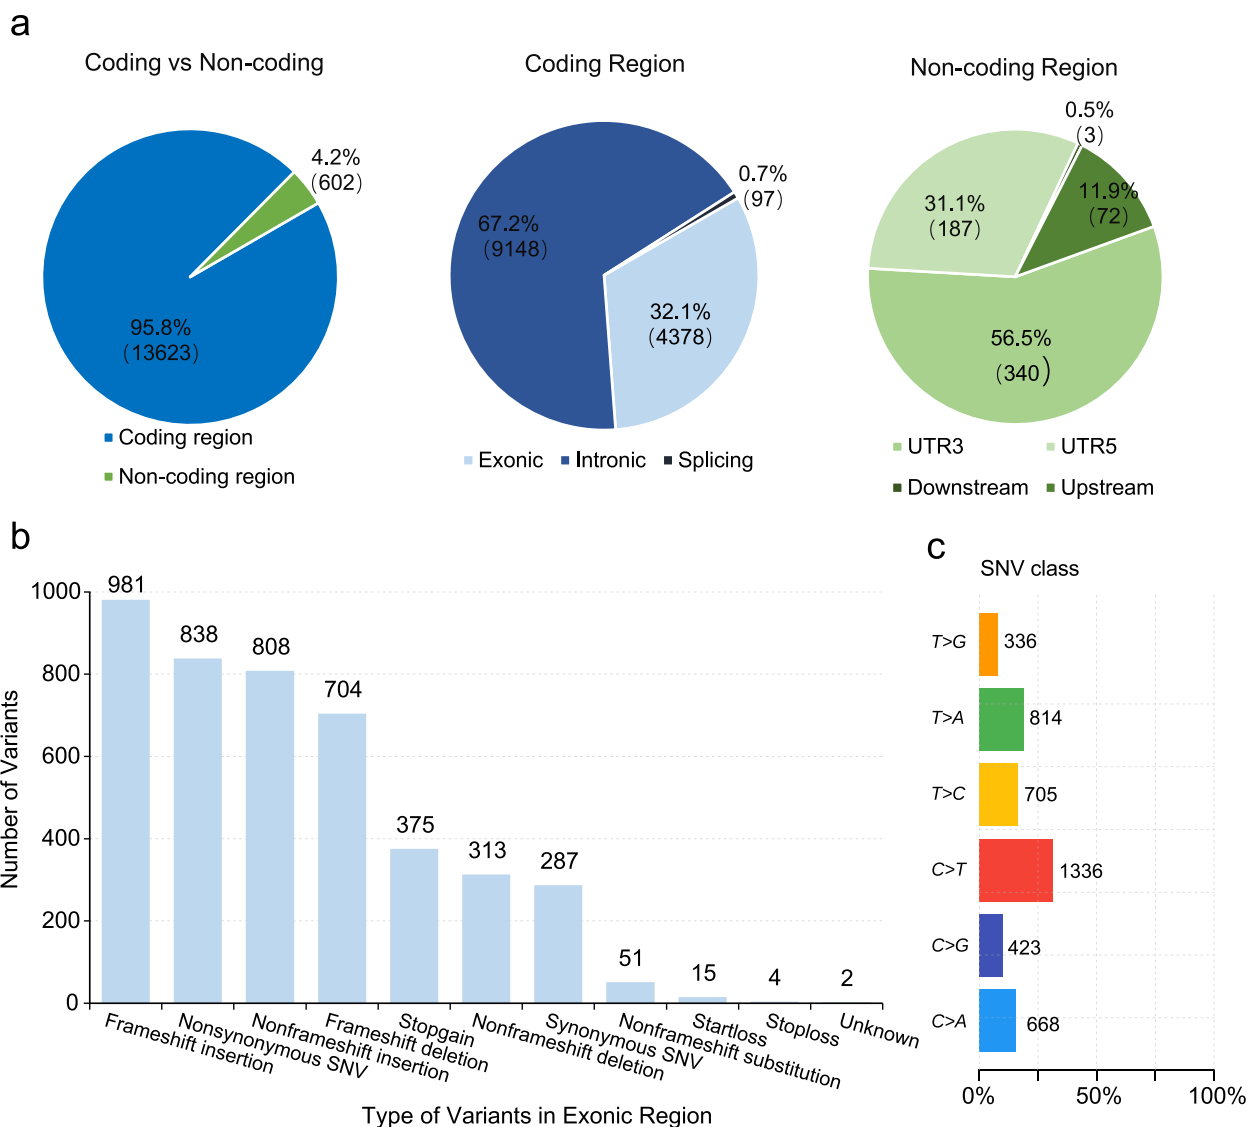 a
Coding vs Non-coding
4.2%
(602)
95.8%
(13623)
Coding region
Non-coding region
Coding Region
0.7%
(97)
67.2%
(9148)
32.1%
(4378)
Exonic
Intronic
Splicing
Non-coding Region
0.5%
(3)
11.9%
(72)
31.1%
(187)
56.5%
(340)
UTR3
UTR5
Downstream
Upstream
b
Number of Variants
1000
800
600
400
200
0
981
838
808
704
375
313
287
51
15
4
2
Frameshift insertion
Nonsynonymous SNV
Nonframeshift insertion
Frameshift deletion
Stopgain
Nonframeshift deletion
Synonymous SNV
Nonframeshift substitution
Startloss
Stoploss
Unknown
Type of Variants in Exonic Region
c
SNV class
T>G
336
T>A
814
T>C
705
C>T
1336
C>G
423
C>A
668
0%
50%
100%